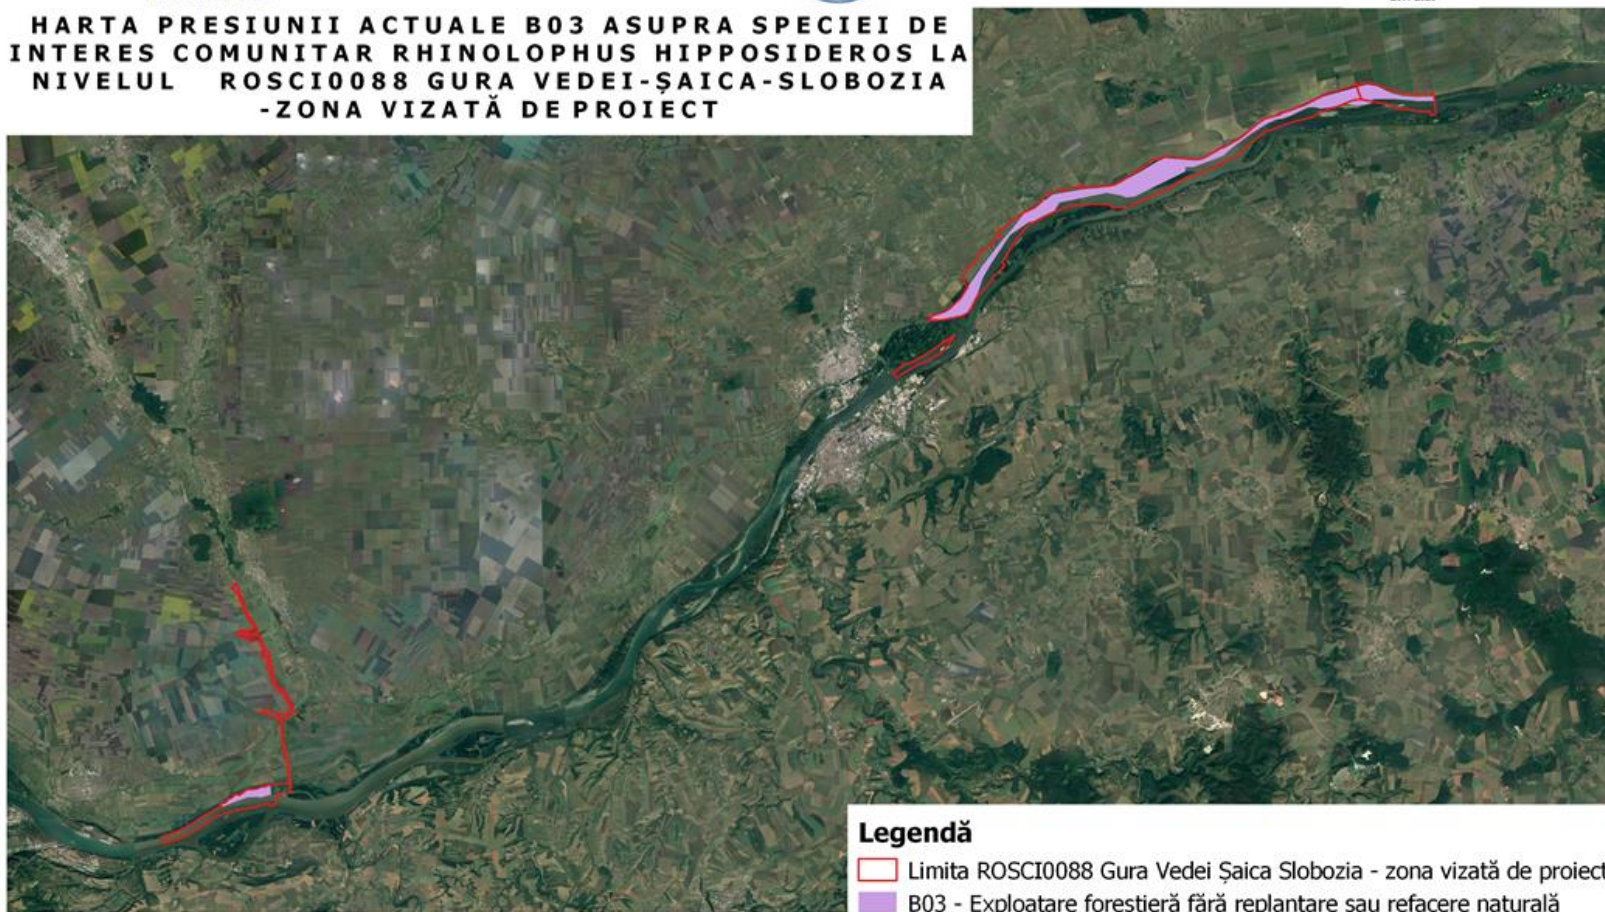 HARTA PRESIUNII ACTUALE B03 ASUPRA SPECIEI DE
INTERES COMUNITAR RHINOLOPHUS HIPPOSIDEROS LA
NIVELUL ROSCI0088 GURA VEDEI-ȘAICA-SLOBOZIA
-ZONA VIZATĂ DE PROIECT
Legendă
Limita ROSCI0088 Gura Vedei Șaica Slobozia - zona vizată de proiect
B03 - Exploatare forestieră fără replantare sau refacere naturală